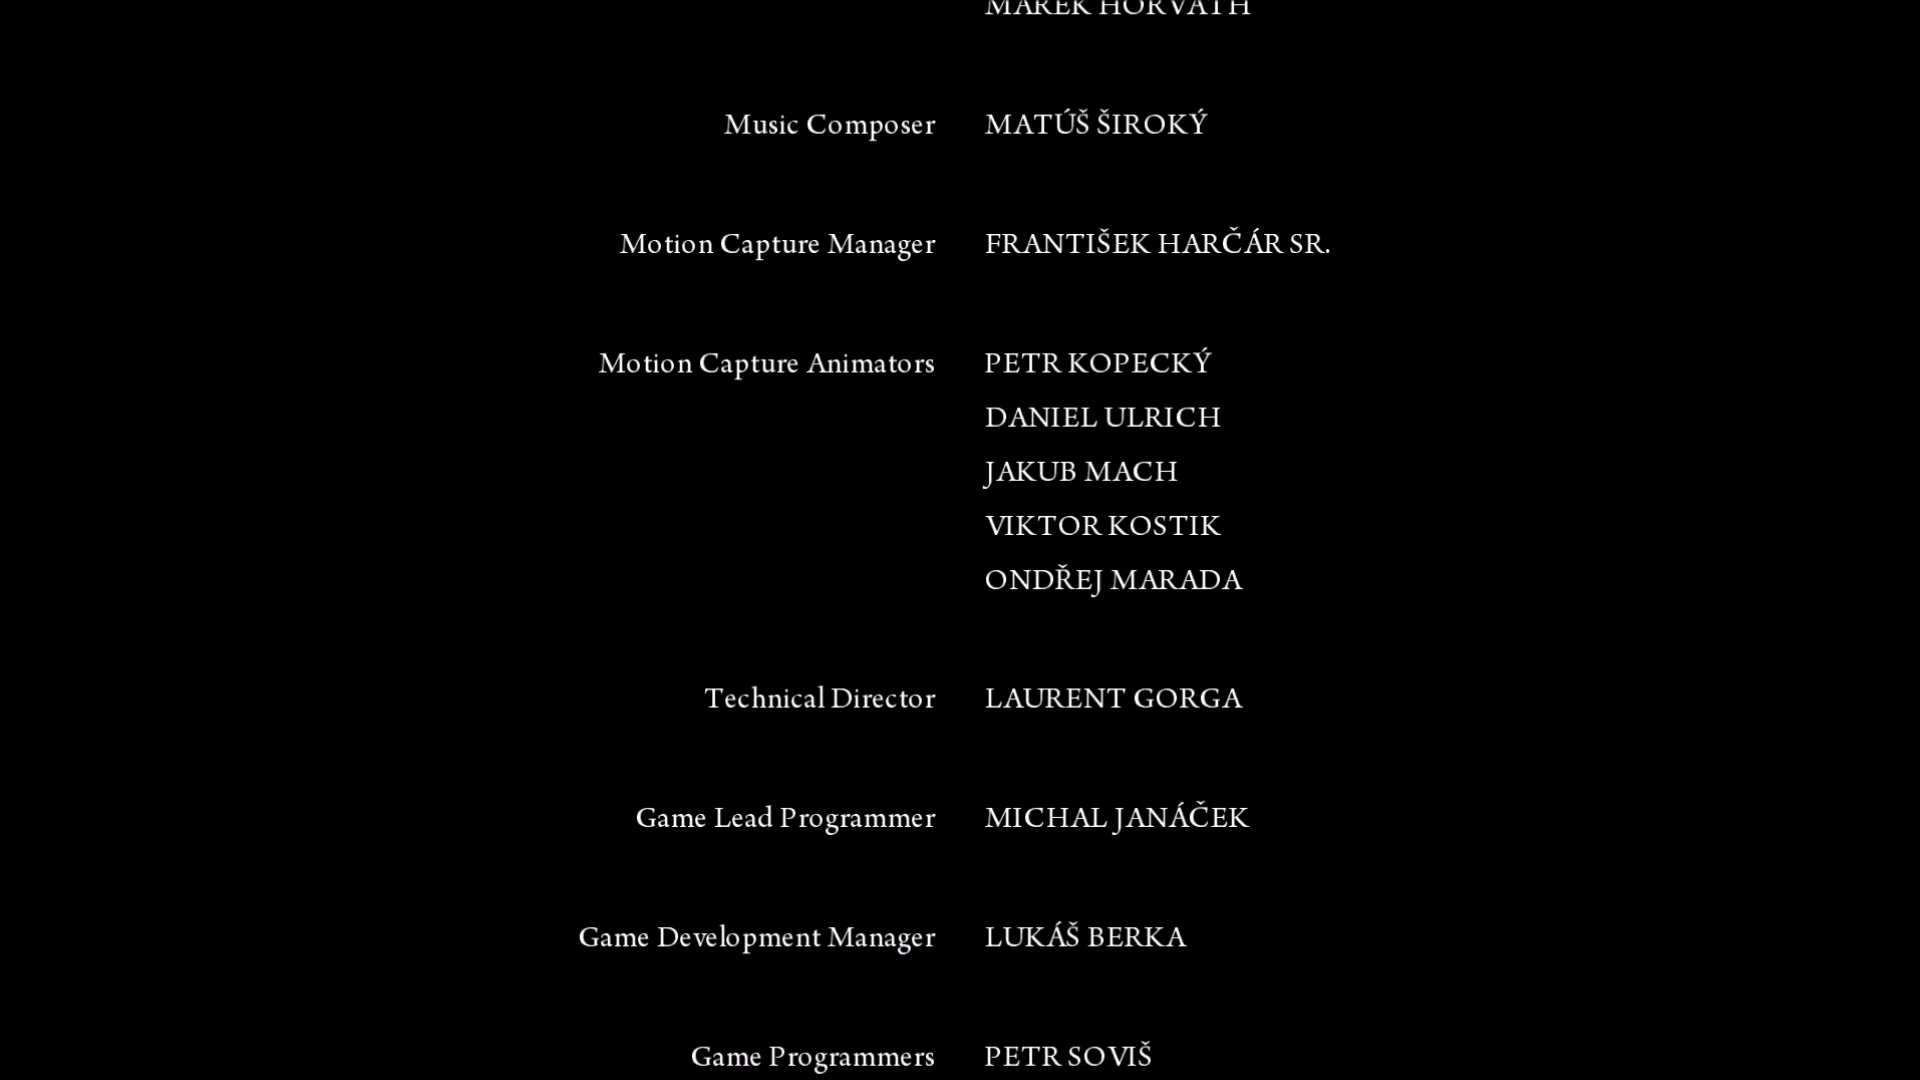 MAREK HORVÁTH
Music Composer MATÚŠ ŠIROKÝ
Motion Capture Manager FRANTIŠEK HARČÁR SR.
Motion Capture Animators PETR KOPECKÝ
DANIEL ULRICH
JAKUB MACH
VIKTOR KOSTIK
ONDŘEJ MARADA
Technical Director LAURENT GORGA
Game Lead Programmer MICHAL JANÁČEK
Game Development Manager LUKÁŠ BERKA
Game Programmers PETR SOVIŠ